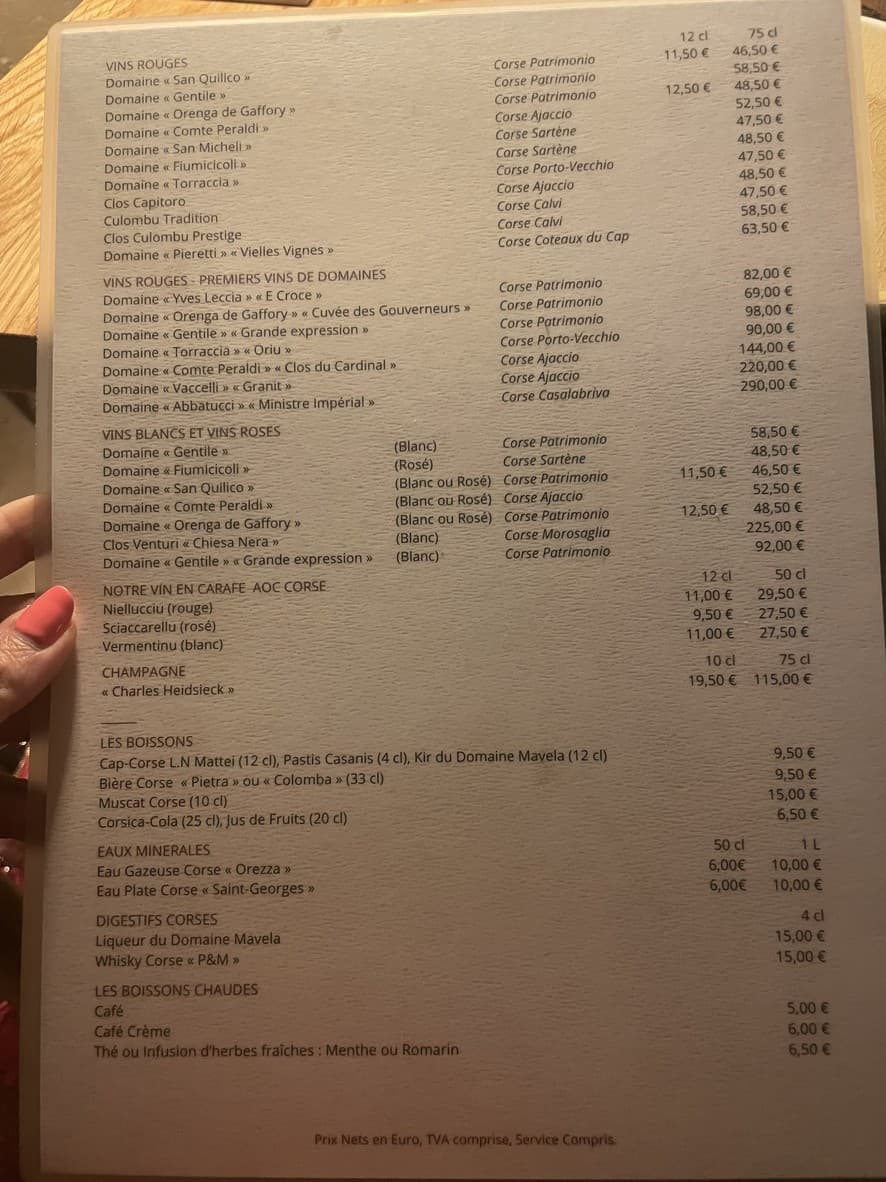 VINS ROUGES 12 cl 75 cl
Domaine « San Quilico » Corse Patrimonio 11,50 € 46,50 €
Domaine « Gentile » Corse Patrimonio 58,50 €
Domaine « Orenga de Gaffory » Corse Patrimonio 12,50 € 48,50 €
Domaine « Comte Peraldi » Corse Ajaccio 52,50 €
Domaine « San Micheli » Corse Sartène 47,50 €
Domaine « Fiumicicoli » Corse Sartène 48,50 €
Domaine « Torraccia » Corse Porto-Vecchio 47,50 €
Clos Capitoro Corse Ajaccio 48,50 €
Culombu Tradition Corse Calvi 47,50 €
Clos Culombu Prestige Corse Calvi 58,50 €
Domaine « Pieretti » « Vielles Vignes » Corse Coteaux du Cap 63,50 €
VINS ROUGES - PREMIERS VINS DE DOMAINES
Domaine « Yves Leccia » « E Croce » Corse Patrimonio 82,00 €
Domaine « Orenga de Gaffory » « Cuvée des Gouverneurs » Corse Patrimonio 69,00 €
Domaine « Gentile » « Grande expression » Corse Patrimonio 98,00 €
Domaine « Torraccia » « Oriu » Corse Porto-Vecchio 90,00 €
Domaine « Comte Peraldi » « Clos du Cardinal » Corse Ajaccio 144,00 €
Domaine « Vaccelli » « Granit » Corse Ajaccio 220,00 €
Domaine « Abbatucci » « Ministre Impérial » Corse Casalabriva 290,00 €
VINS BLANCS ET VINS ROSES
Domaine « Gentile » (Blanc) Corse Patrimonio 58,50 €
Domaine « Fiumicicoli » (Rosé) Corse Sartène 48,50 €
Domaine « San Quilico » (Blanc ou Rosé) Corse Patrimonio 11,50 € 46,50 €
Domaine « Comte Peraldi » (Blanc ou Rosé) Corse Ajaccio 52,50 €
Domaine « Orenga de Gaffory » (Blanc ou Rosé) Corse Patrimonio 12,50 € 48,50 €
Clos Venturi « Chiesa Nera » (Blanc) Corse Morosaglia 225,00 €
Domaine « Gentile » « Grande expression » (Blanc) Corse Patrimonio 92,00 €
NOTRE VIN EN CARAFE AOC CORSE 12 cl 50 cl
Niellucciu (rouge) 11,00 € 29,50 €
Sciaccarellu (rosé) 9,50 € 27,50 €
Vermentinu (blanc) 11,00 € 27,50 €
CHAMPAGNE 10 cl 75 cl
« Charles Heidsieck » 19,50 € 115,00 €
LES BOISSONS
Cap-Corse L.N Mattei (12 cl), Pastis Casanis (4 cl), Kir du Domaine Mavela (12 cl) 9,50 €
Bière Corse « Pietra » ou « Colomba » (33 cl) 9,50 €
Muscat Corse (10 cl) 15,00 €
Corsica-Cola (25 cl), Jus de Fruits (20 cl) 6,50 €
EAUX MINERALES 50 cl 1 L
Eau Gazeuse Corse « Orezza » 6,00€ 10,00 €
Eau Plate Corse « Saint-Georges » 6,00€ 10,00 €
DIGESTIFS CORSES 4 cl
Liqueur du Domaine Mavela 15,00 €
Whisky Corse « P&M » 15,00 €
LES BOISSONS CHAUDES
Café 5,00 €
Café Crème 6,00 €
Thé ou Infusion d'herbes fraîches : Menthe ou Romarin 6,50 €
Prix Nets en Euro, TVA comprise, Service Compris.